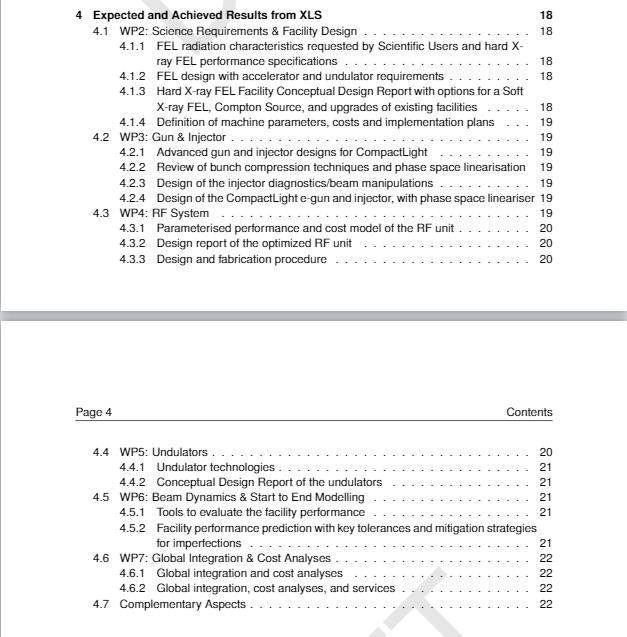 4 Expected and Achieved Results from XLS 18
4.1 WP2: Science Requirements & Facility Design . . . . . . . . . . . . . . . . . . . 18
4.1.1 FEL radiation characteristics requested by Scientific Users and hard X-
ray FEL performance specifications . . . . . . . . . . . . . . . . . . . . 18
4.1.2 FEL design with accelerator and undulator requirements . . . . . . . . . 18
4.1.3 Hard X-ray FEL Facility Conceptual Design Report with options for a Soft
X-ray FEL, Compton Source, and upgrades of existing facilities . . . . . 18
4.1.4 Definition of machine parameters, costs and implementation plans . . . 19
4.2 WP3: Gun & Injector . . . . . . . . . . . . . . . . . . . . . . . . . . . . . . . . . 19
4.2.1 Advanced gun and injector designs for CompactLight . . . . . . . . . . 19
4.2.2 Review of bunch compression techniques and phase space linearisation 19
4.2.3 Design of the injector diagnostics/beam manipulations . . . . . . . . . . 19
4.2.4 Design of the CompactLight e-gun and injector, with phase space lineariser 19
4.3 WP4: RF System . . . . . . . . . . . . . . . . . . . . . . . . . . . . . . . . . . 19
4.3.1 Parameterised performance and cost model of the RF unit . . . . . . . . 20
4.3.2 Design report of the optimized RF unit . . . . . . . . . . . . . . . . . . 20
4.3.3 Design and fabrication procedure . . . . . . . . . . . . . . . . . . . . . 20
Page 4 Contents
4.4 WP5: Undulators . . . . . . . . . . . . . . . . . . . . . . . . . . . . . . . . . . . 20
4.4.1 Undulator technologies . . . . . . . . . . . . . . . . . . . . . . . . . . . 21
4.4.2 Conceptual Design Report of the undulators . . . . . . . . . . . . . . . 21
4.5 WP6: Beam Dynamics & Start to End Modelling . . . . . . . . . . . . . . . . . 21
4.5.1 Tools to evaluate the facility performance . . . . . . . . . . . . . . . . . 21
4.5.2 Facility performance prediction with key tolerances and mitigation strategies
for imperfections . . . . . . . . . . . . . . . . . . . . . . . . . . . . . . 21
4.6 WP7: Global Integration & Cost Analyses . . . . . . . . . . . . . . . . . . . . . 22
4.6.1 Global integration and cost analyses . . . . . . . . . . . . . . . . . . . 22
4.6.2 Global integration, cost analyses, and services . . . . . . . . . . . . . . 22
4.7 Complementary Aspects . . . . . . . . . . . . . . . . . . . . . . . . . . . . . . . 22